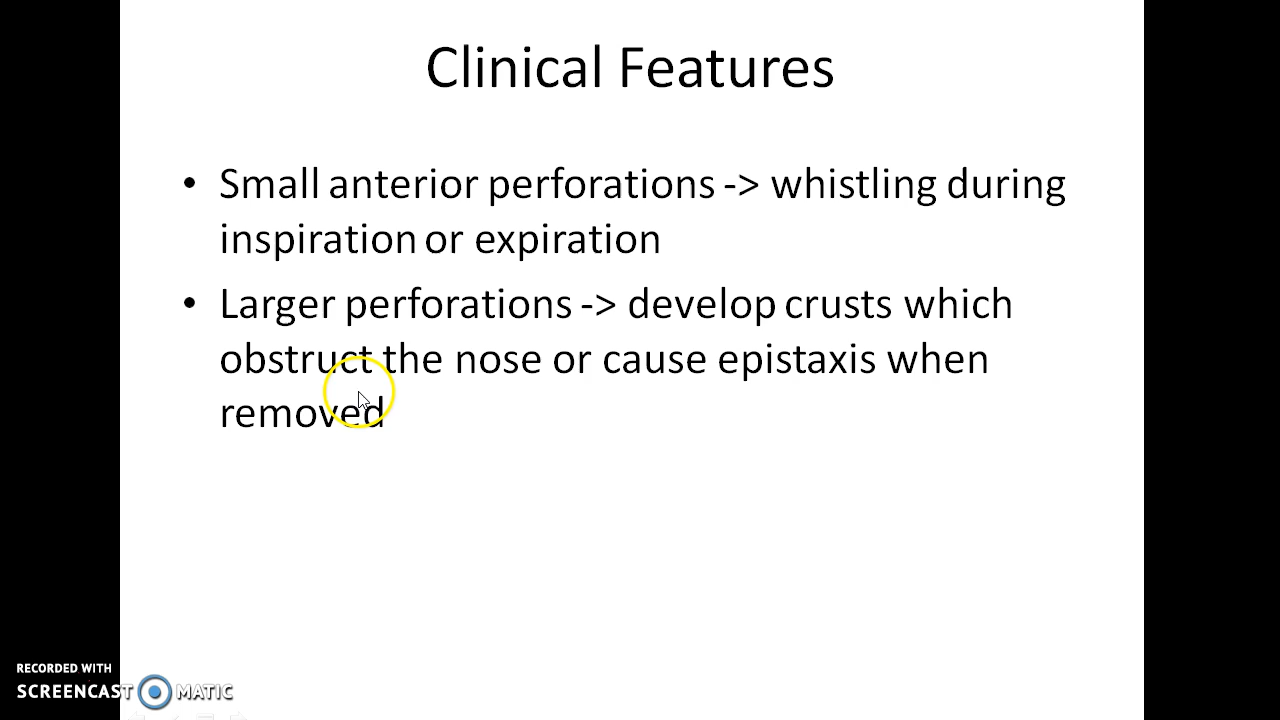 Clinical Features
• Small anterior perforations -> whistling during
inspiration or expiration
• Larger perforations -> develop crusts which
obstruct the nose or cause epistaxis when
removed
RECORDED WITH
SCREENCAST MATIC